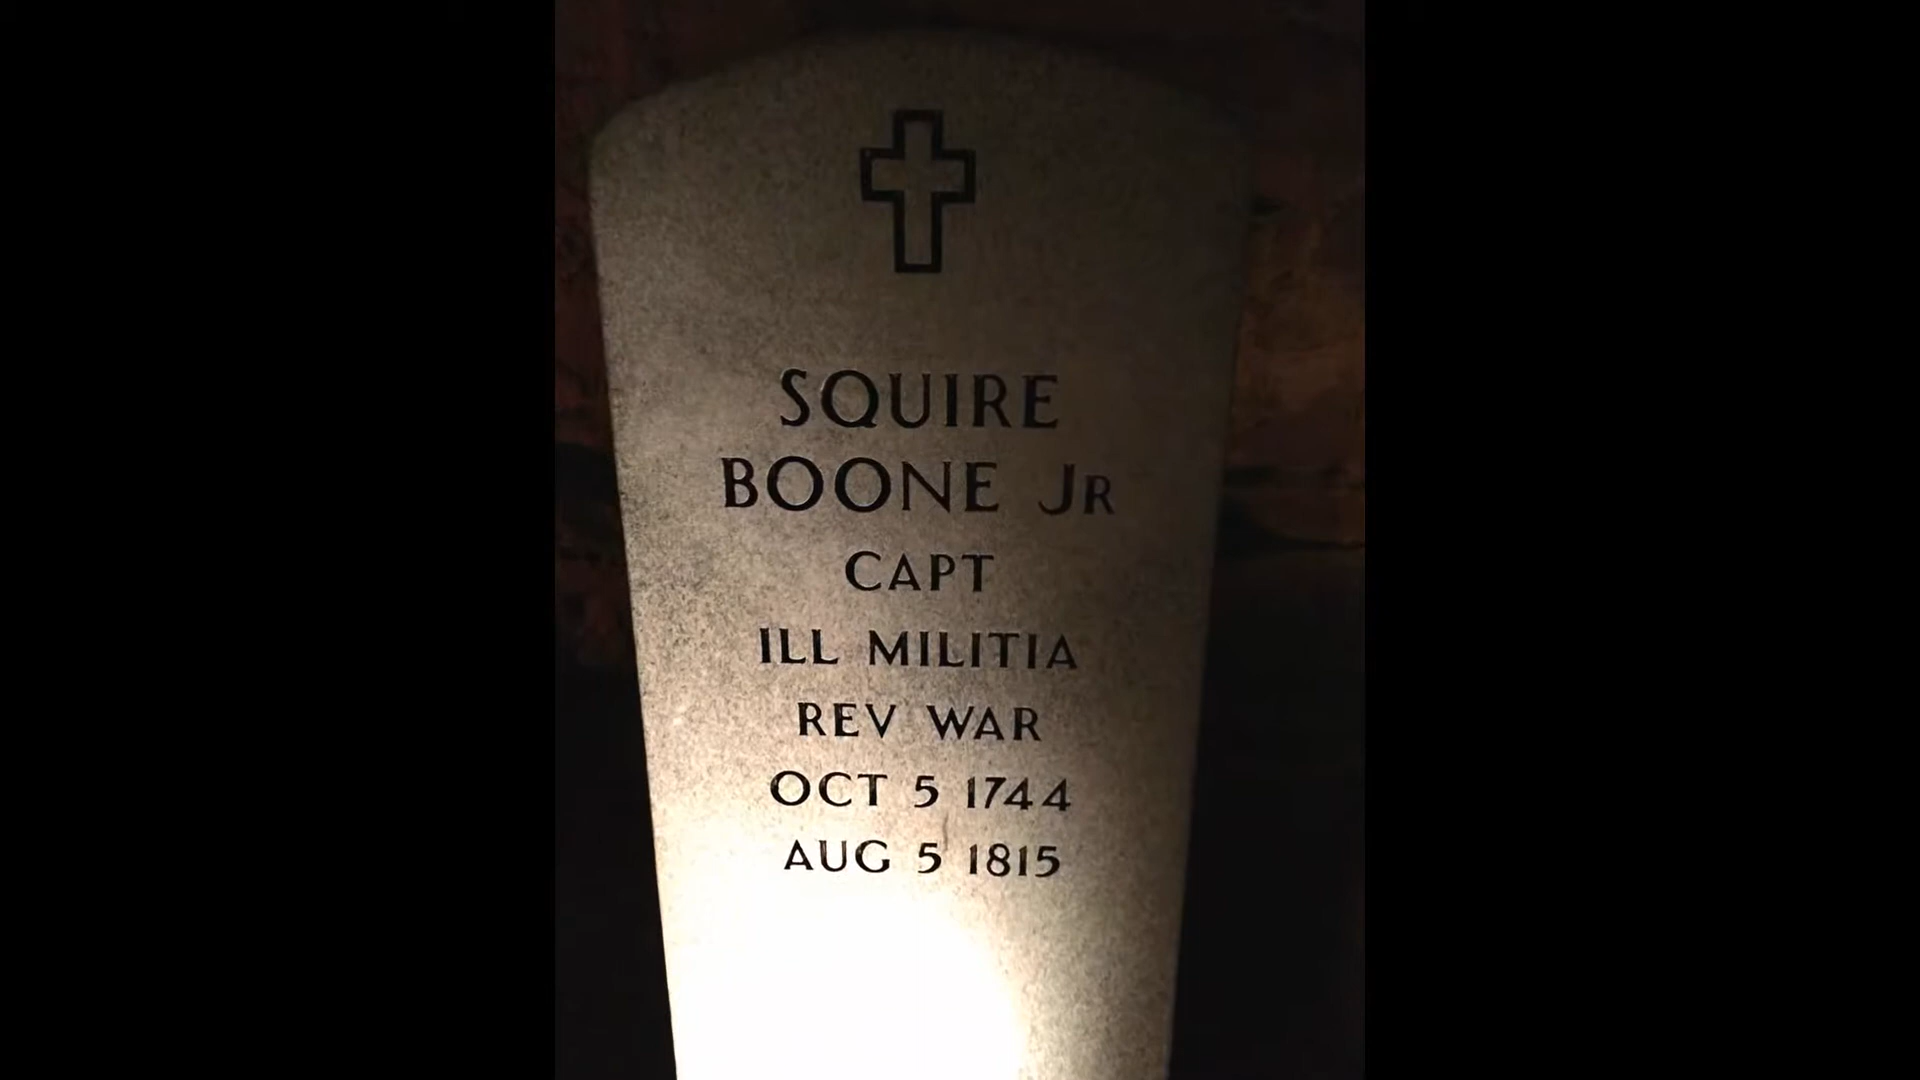 SQUIRE
BOONE JR
CAPT
ILL MILITIA
REV WAR
OCT 5 1744
AUG 5 1815